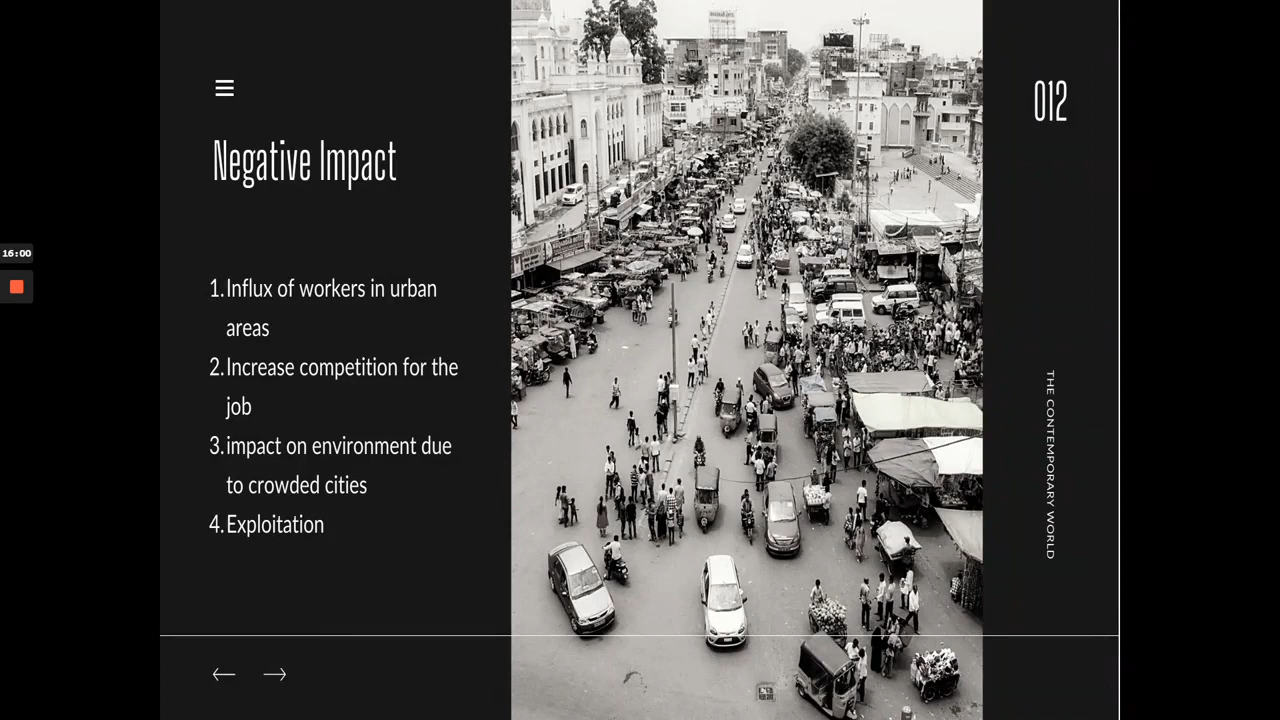 16:00
Negative Impact
012
1. Influx of workers in urban
areas
2. Increase competition for the
job
3. impact on environment due
to crowded cities
4. Exploitation
THE CONTEMPORARY WORLD